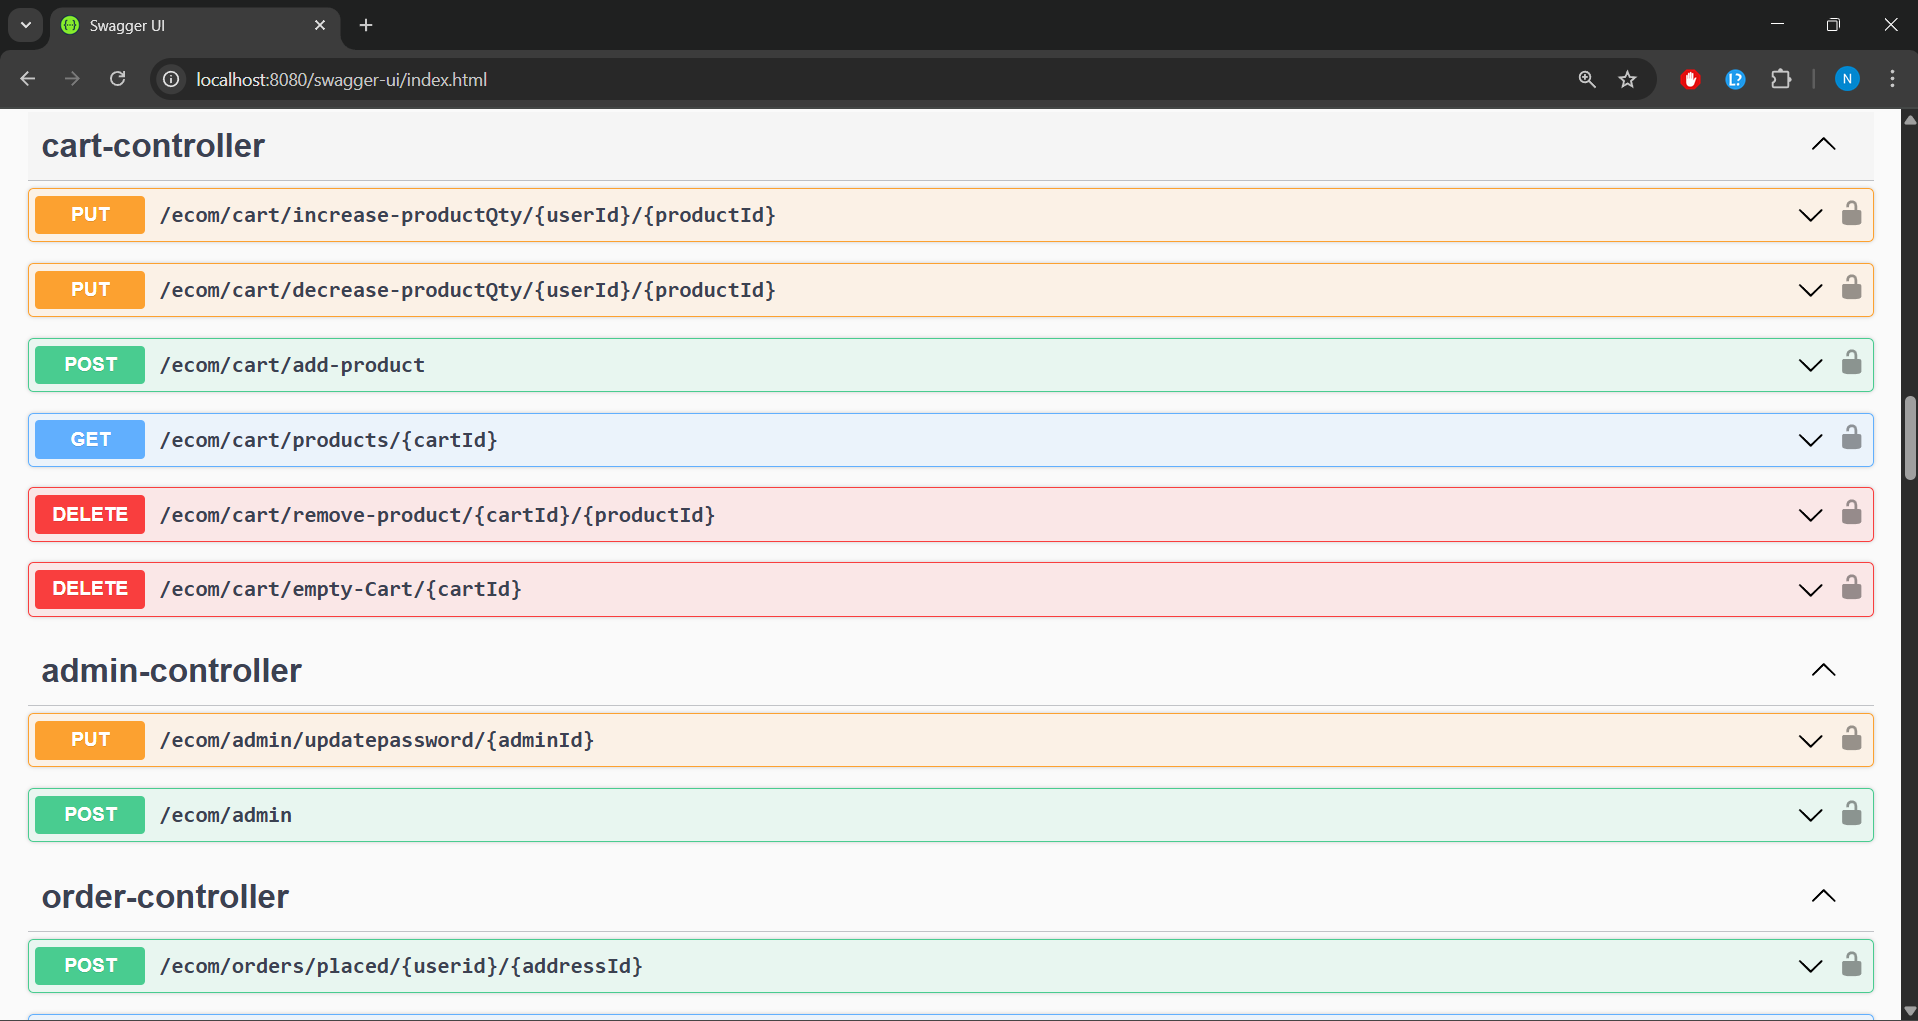 Swagger UI
localhost:8080/swagger-ui/index.html
L?
N
cart-controller
PUT /ecom/cart/increase-productQty/{userId}/{productId}
PUT /ecom/cart/decrease-productQty/{userId}/{productId}
POST /ecom/cart/add-product
GET /ecom/cart/products/{cartId}
DELETE /ecom/cart/remove-product/{cartId}/{productId}
DELETE /ecom/cart/empty-Cart/{cartId}
admin-controller
PUT /ecom/admin/updatepassword/{adminId}
POST /ecom/admin
order-controller
POST /ecom/orders/placed/{userid}/{addressId}